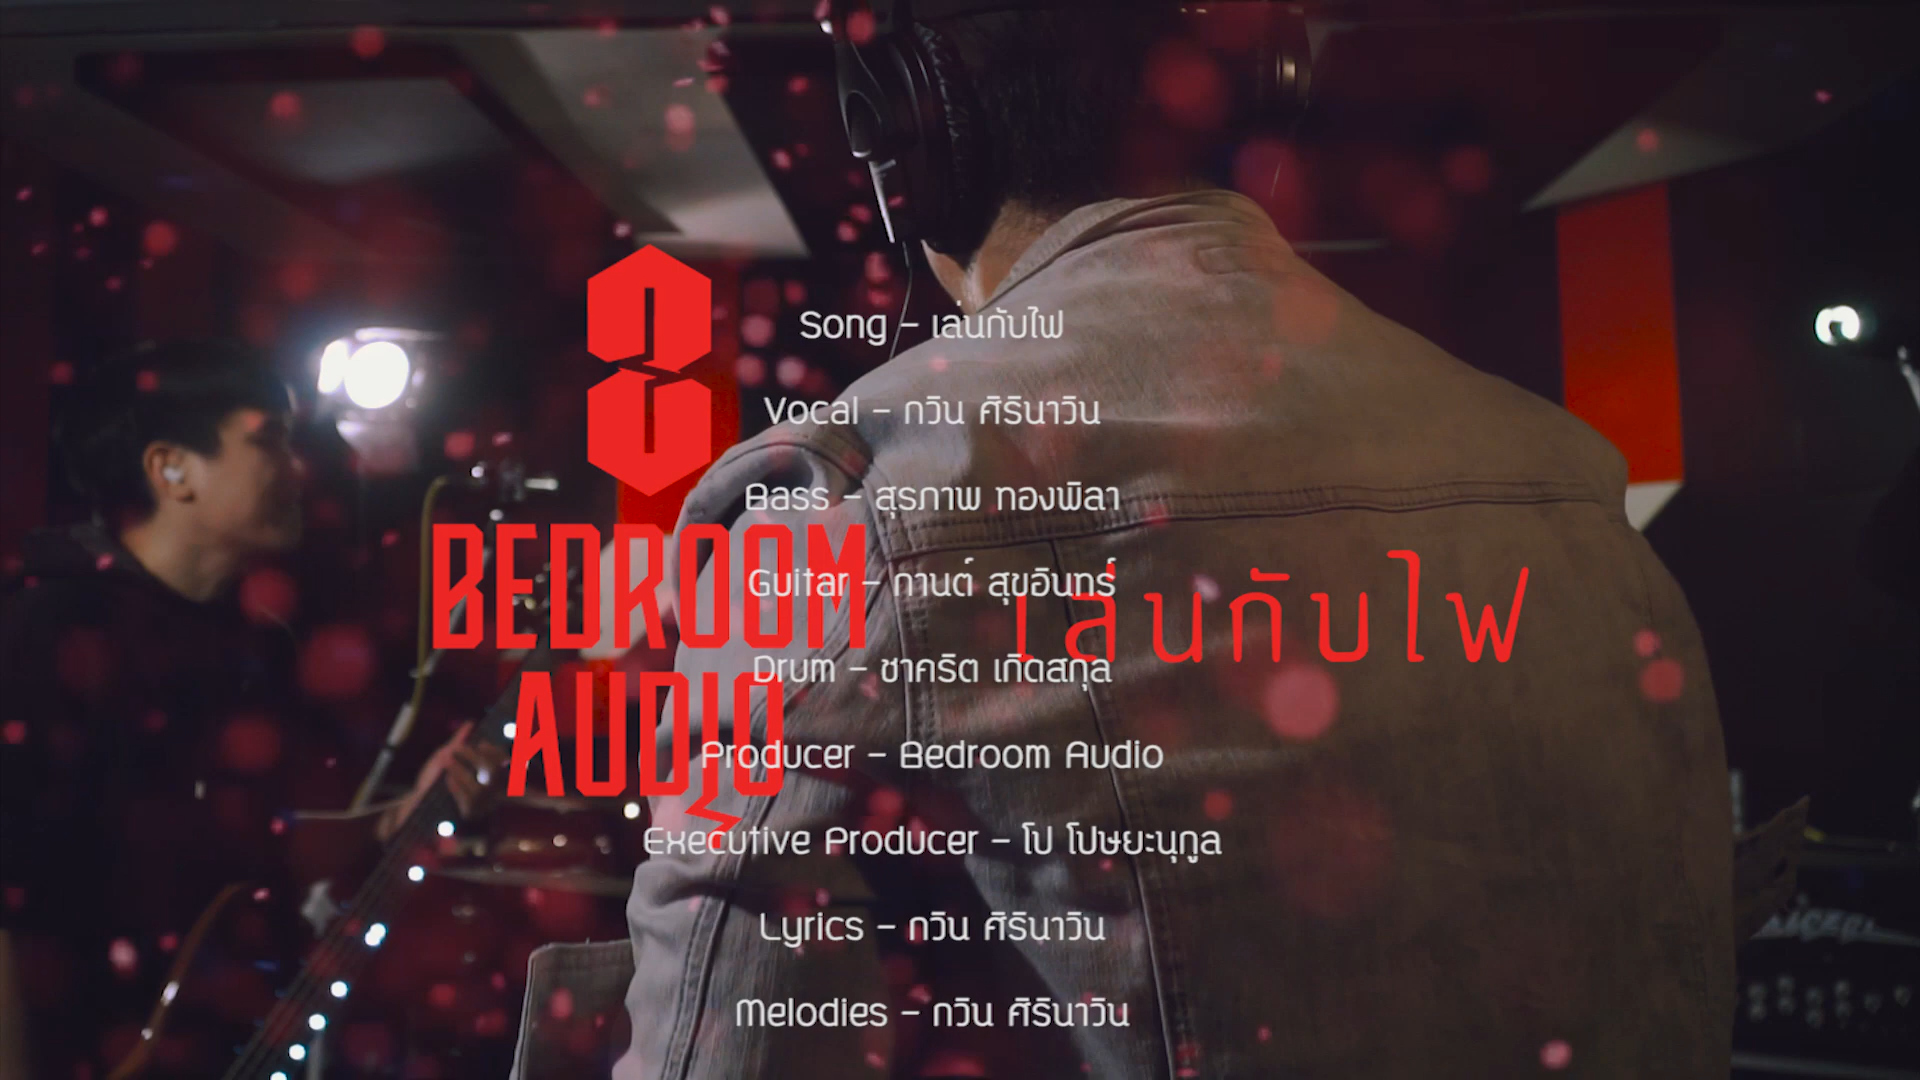 Song – เล่นกับไฟ
Vocal – กวิน ศิรินาวิน
Bass – สุรภาพ ทองพิลา
BEDROOM
Guitar – กานต์ สุขอินทร์
เล่นกับไฟ
Drum – ชาคริต เกิดสกุล
AUDIO
Producer – Bedroom Audio
Executive Producer – โป โปษยะนุกูล
Lyrics – กวิน ศิรินาวิน
Melodies – กวิน ศิรินาวิน